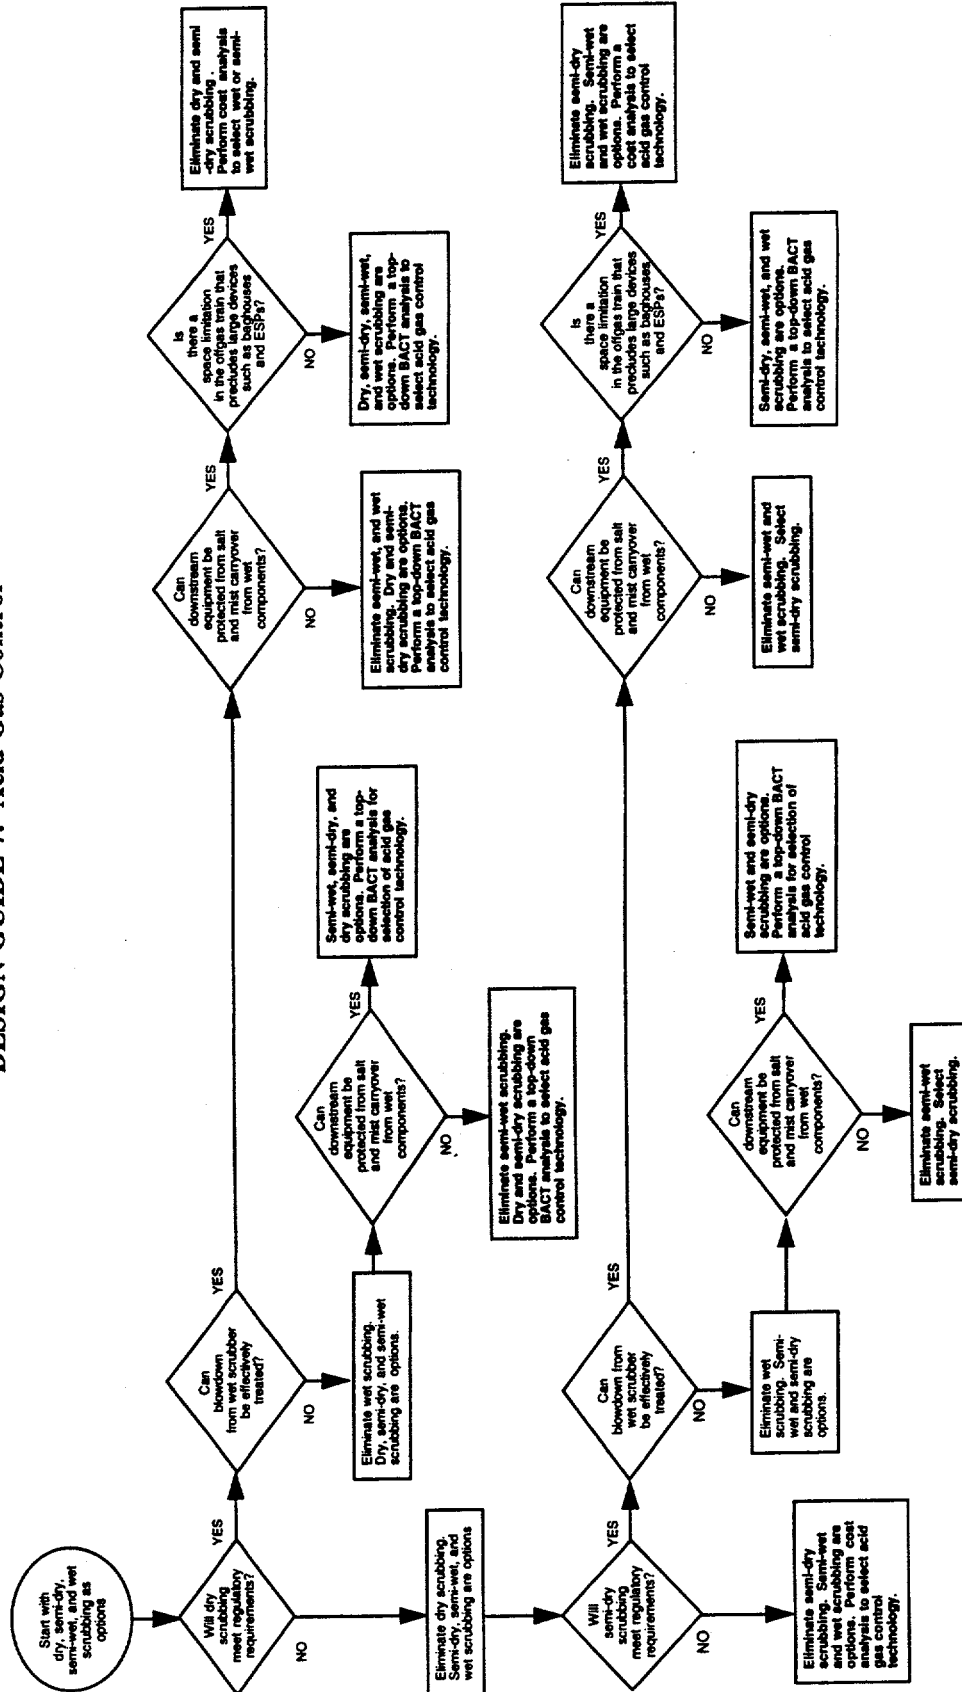 DESIGN GUIDE A: Acid Gas Control
Start with
dry, semi-dry,
semi-wet, and wet
scrubbing as
options
Will dry
scrubbing
meet regulatory
requirements?
YES
NO
Can
blowdown
from wet scrubber
be effectively
treated?
YES
NO
Can
downstream
equipment be
protected from salt
and mist carryover
from wet
components?
YES
NO
Is
there a
space limitation
in the offgas train that
precludes large devices
such as baghouses
and ESPs?
YES
NO
Eliminate dry and semi
-dry scrubbing.
Perform cost analysis
to select wet or semi-
wet scrubbing.
Dry, semi-dry, semi-wet,
and wet scrubbing are
options. Perform a top-
down BACT analysis to
select acid gas control
technology.
Eliminate semi-wet, and wet
scrubbing. Dry and semi-
dry scrubbing are options.
Perform a top-down BACT
analysis to select acid gas
control technology.
Eliminate wet scrubbing.
Dry, semi-dry, and semi-wet
scrubbing are options.
Can
downstream
equipment be
protected from salt
and mist carryover
from wet
components?
YES
NO
Semi-wet, semi-dry, and
dry scrubbing are
options. Perform a top-
down BACT analysis for
selection of acid gas
control technology.
Eliminate semi-wet scrubbing.
Dry and semi-dry scrubbing are
options. Perform a top-down
BACT analysis to select acid gas
control technology.
Eliminate dry scrubbing.
Semi-dry, semi-wet, and
wet scrubbing are options
Will
semi-dry
scrubbing
meet regulatory
requirements?
YES
NO
Can
blowdown from
wet scrubber
be effectively
treated?
YES
NO
Can
downstream
equipment be
protected from salt
and mist carryover
from wet
components?
YES
NO
Is
there a
space limitation
in the offgas train that
precludes large devices
such as baghouses
and ESPs?
YES
NO
Eliminate semi-dry
scrubbing. Semi-wet
and wet scrubbing are
options. Perform a
cost analysis to select
acid gas control
technology.
Semi-dry, semi-wet, and wet
scrubbing are options.
Perform a top-down BACT
analysis to select acid gas
control technology.
Eliminate semi-wet and
wet scrubbing. Select
semi-dry scrubbing.
Eliminate wet
scrubbing. Semi-
wet and semi-dry
scrubbing are
options.
Can
downstream
equipment be
protected from salt
and mist carryover
from wet
components?
YES
NO
Semi-wet and semi-dry
scrubbing are options.
Perform a top-down BACT
analysis for selection of
acid gas control
technology.
Eliminate semi-wet
scrubbing. Select
semi-dry scrubbing.
Eliminate semi-dry
scrubbing. Semi-wet
and wet scrubbing are
options. Perform cost
analysis to select acid
gas control
technology.